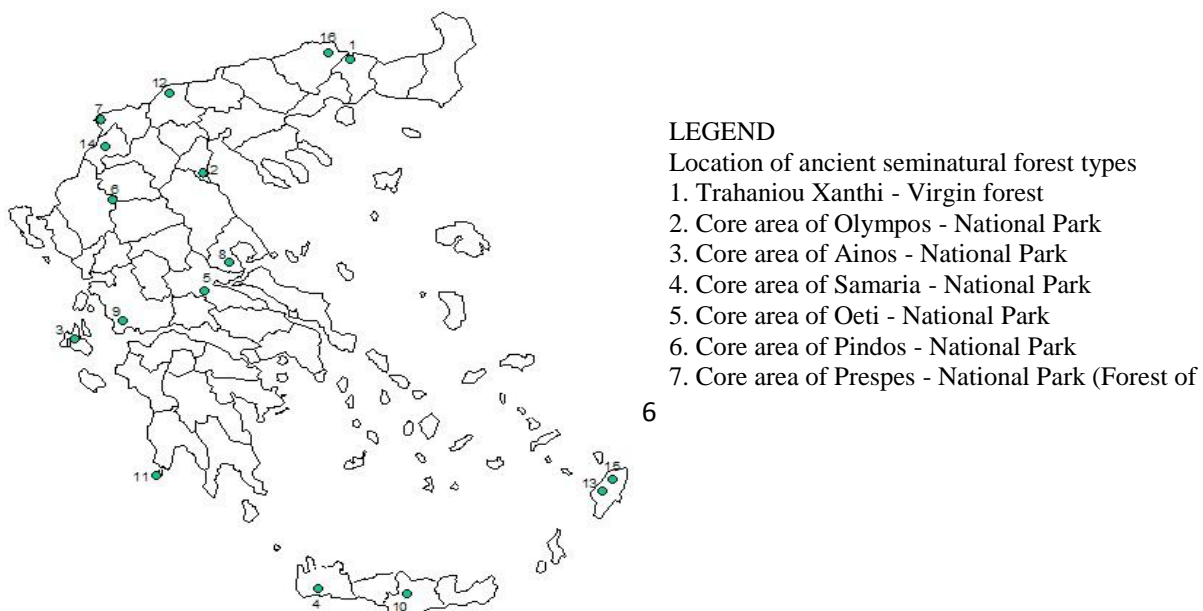 16
1
12
7
14
2
6
8
5
9
3
11
15
13
4
10
LEGEND
Location of ancient seminatural forest types
1. Trahaniou Xanthi - Virgin forest
2. Core area of Olympos - National Park
3. Core area of Ainos - National Park
4. Core area of Samaria - National Park
5. Core area of Oeti - National Park
6. Core area of Pindos - National Park
7. Core area of Prespes - National Park (Forest of
6